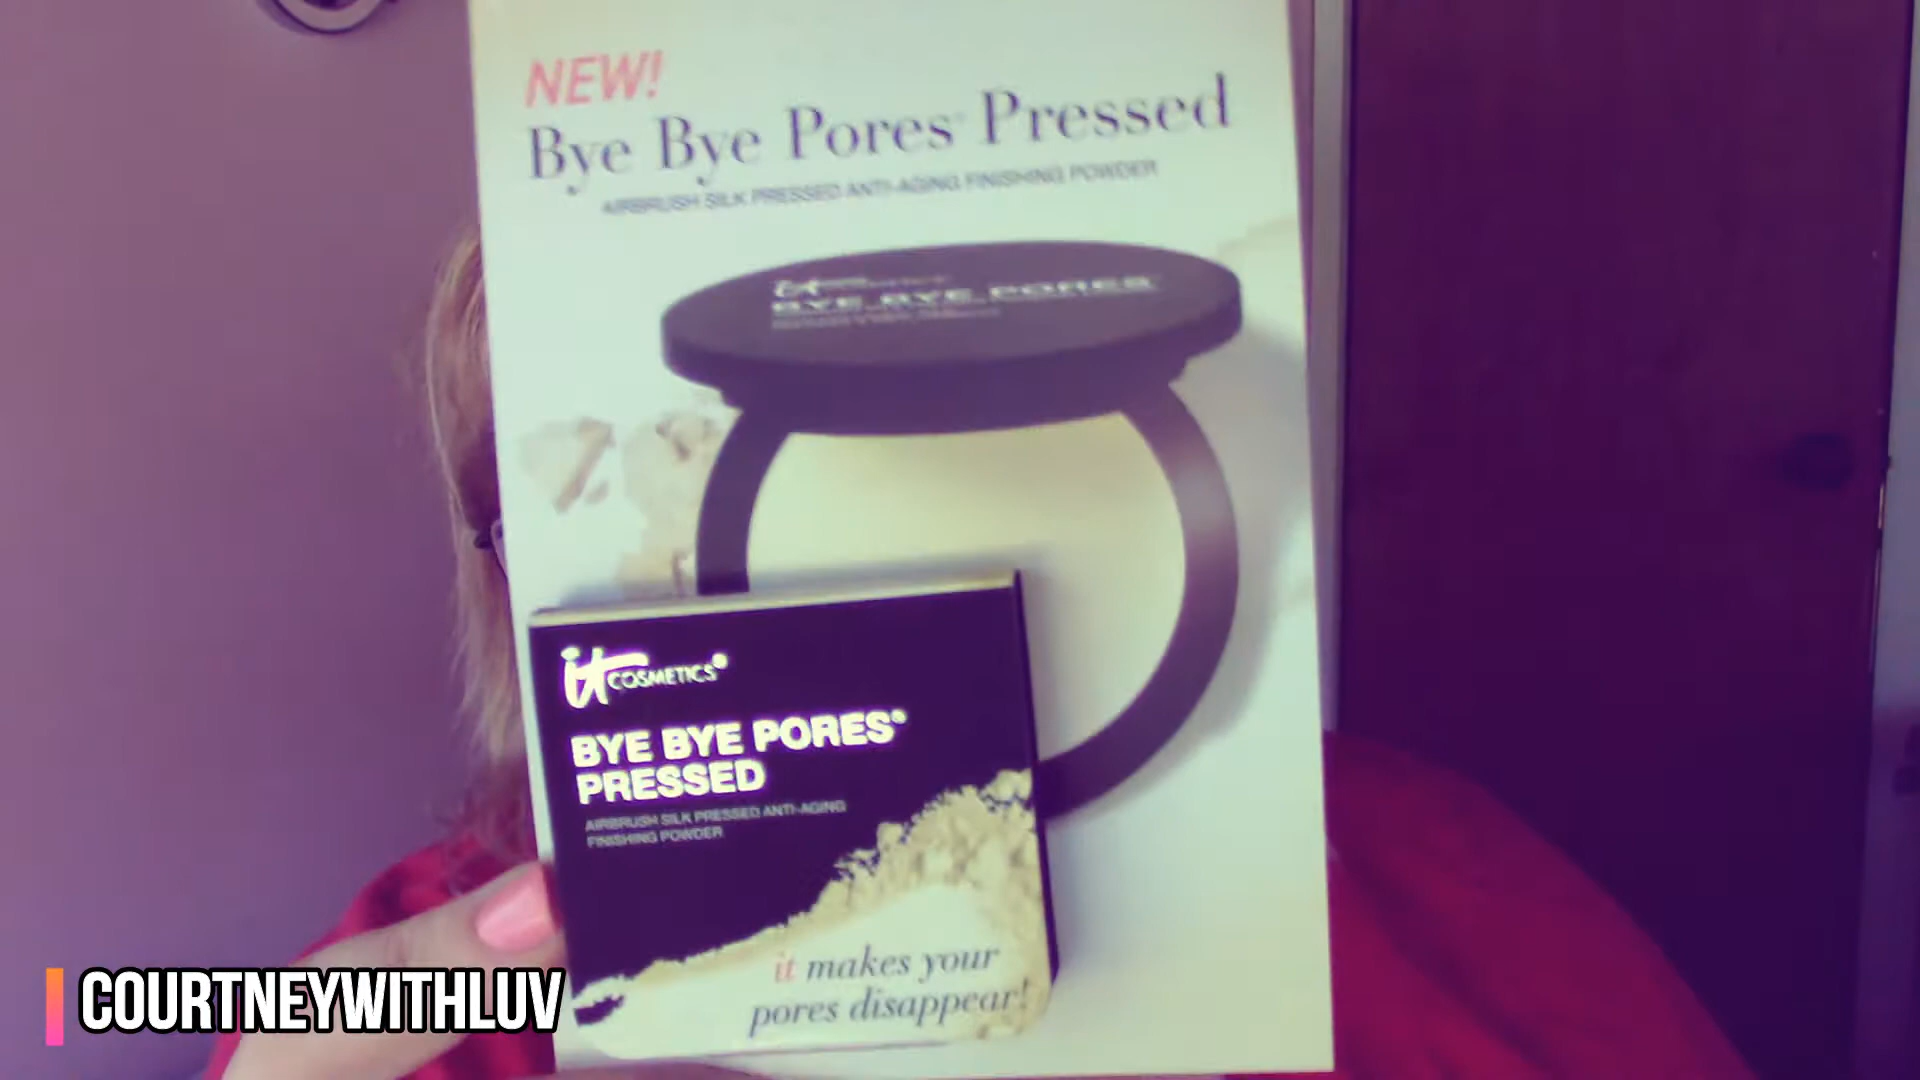 NEW!
Bye Bye Pores Pressed
AIRBRUSH SILK PRESSED ANTI-AGING FINISHING POWDER
it
BYE BYE PORES
it COSMETICS®
BYE BYE PORES®
PRESSED
AIRBRUSH SILK PRESSED ANTI-AGING
FINISHING POWDER
it makes your
pores disappear!
COURTNEYWITHLUV